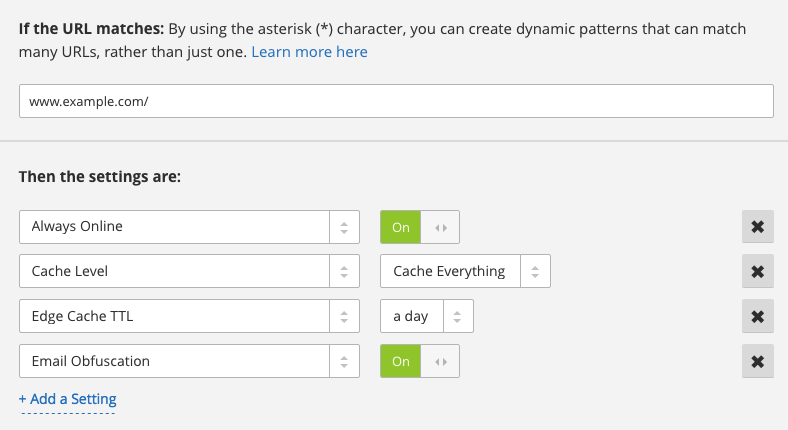 If the URL matches: By using the asterisk (*) character, you can create dynamic patterns that can match
many URLs, rather than just one. Learn more here
www.example.com/
Then the settings are:
Always Online On
Cache Level Cache Everything
Edge Cache TTL a day
Email Obfuscation On
+ Add a Setting